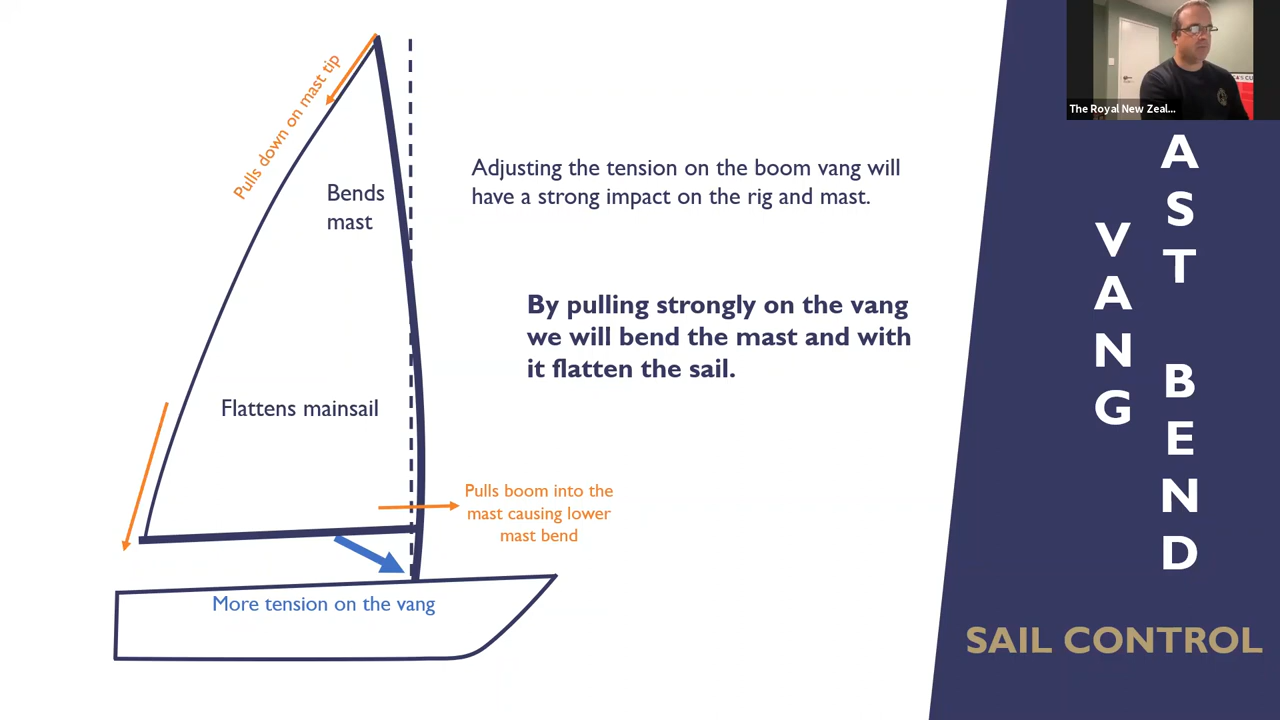 Pulls down on mast tip
Bends
mast
Flattens mainsail
Adjusting the tension on the boom vang will
have a strong impact on the rig and mast.
By pulling strongly on the vang
we will bend the mast and with
it flatten the sail.
Pulls boom into the
mast causing lower
mast bend
More tension on the vang
The Royal New Zeal...
VANG
AST BEND
SAIL CONTROL